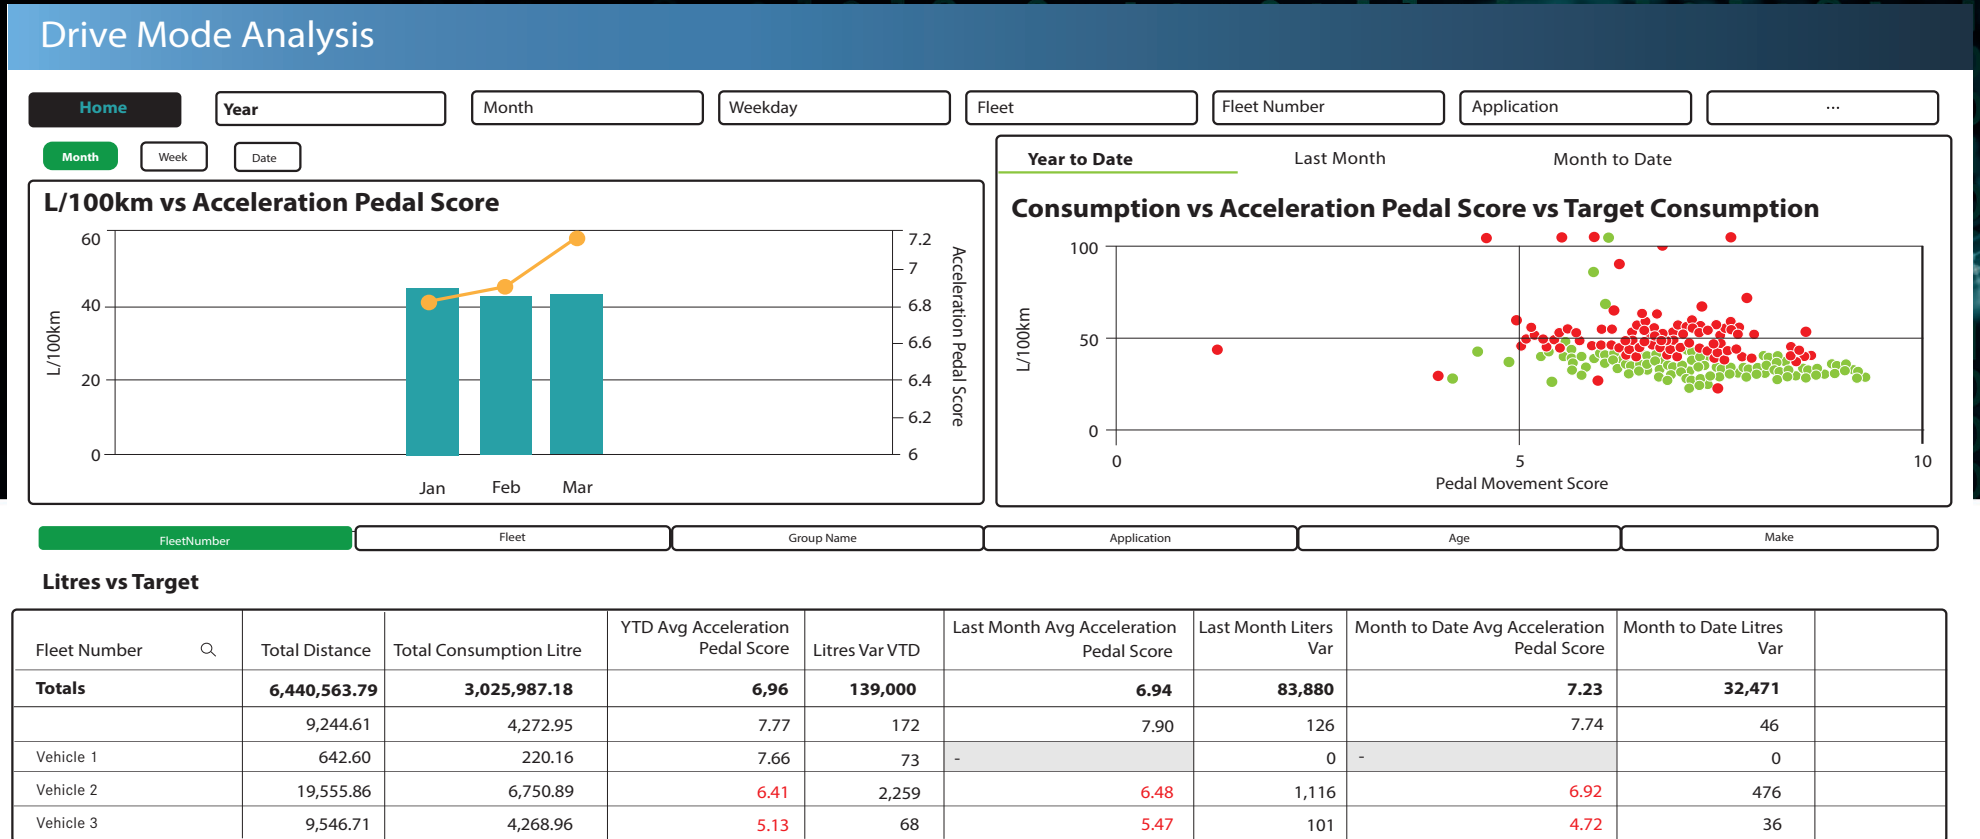 Drive Mode Analysis
Home Year Month Weekday Fleet Fleet Number Application ...
Month Week Date
Year to Date Last Month Month to Date
L/100km vs Acceleration Pedal Score
60
40
20
0
L/100km
7.2
7
6.8
6.6
6.4
6.2
6
Acceleration Pedal Score
Jan Feb Mar
Consumption vs Acceleration Pedal Score vs Target Consumption
100
50
0
L/100km
0 5 10
Pedal Movement Score
FleetNumber Fleet Group Name Application Age Make
Litres vs Target
Fleet Number Total Distance Total Consumption Litre YTD Avg Acceleration Pedal Score Litres Var VTD Last Month Avg Acceleration Pedal Score Last Month Liters Var Month to Date Avg Acceleration Pedal Score Month to Date Litres Var
Totals 6,440,563.79 3,025,987.18 6,96 139,000 6.94 83,880 7.23 32,471
9,244.61 4,272.95 7.77 172 7.90 126 7.74 46
Vehicle 1 642.60 220.16 7.66 73 - 0 - 0
Vehicle 2 19,555.86 6,750.89 6.41 2,259 6.48 1,116 6.92 476
Vehicle 3 9,546.71 4,268.96 5.13 68 5.47 101 4.72 36